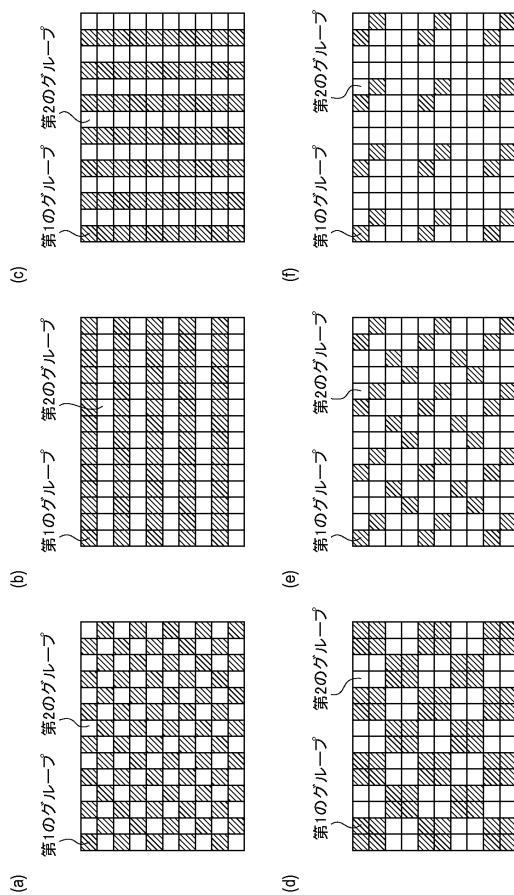 (a)
第1のグループ
第2のグループ
(b)
第1のグループ
第2のグループ
(c)
第1のグループ
第2のグループ
(d)
第1のグループ
第2のグループ
(e)
第1のグループ
第2のグループ
(f)
第1のグループ
第2のグループ